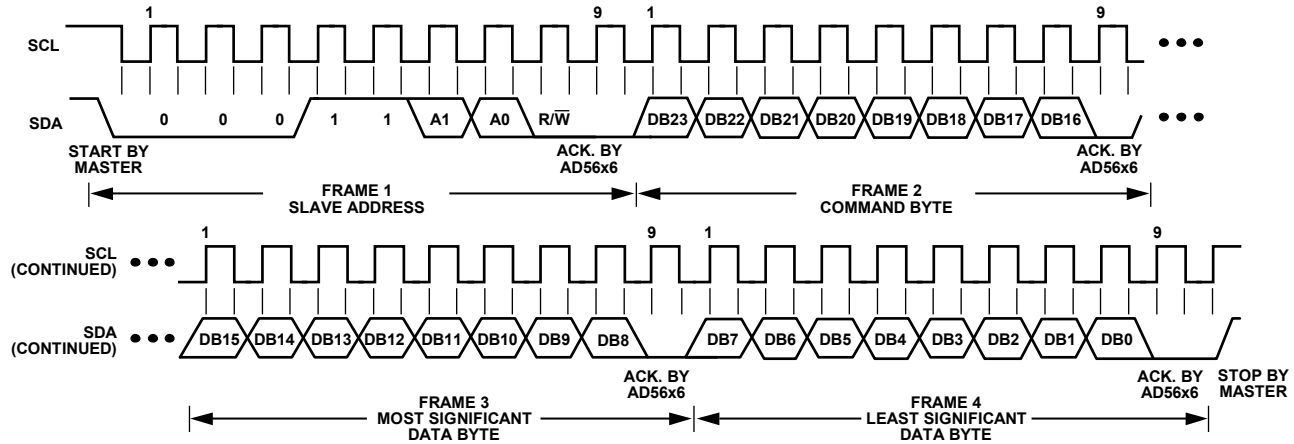 1 9 1 9
SCL
SDA
0 0 0 1 1 A1 A0 R/W̅ DB23 DB22 DB21 DB20 DB19 DB18 DB17 DB16
START BY
MASTER
ACK. BY
AD56x6
ACK. BY
AD56x6
FRAME 1
SLAVE ADDRESS
FRAME 2
COMMAND BYTE
1 9 1 9
SCL
(CONTINUED)
SDA
(CONTINUED)
DB15 DB14 DB13 DB12 DB11 DB10 DB9 DB8 DB7 DB6 DB5 DB4 DB3 DB2 DB1 DB0
ACK. BY
AD56x6
ACK. BY
AD56x6
STOP BY
MASTER
FRAME 3
MOST SIGNIFICANT
DATA BYTE
FRAME 4
LEAST SIGNIFICANT
DATA BYTE